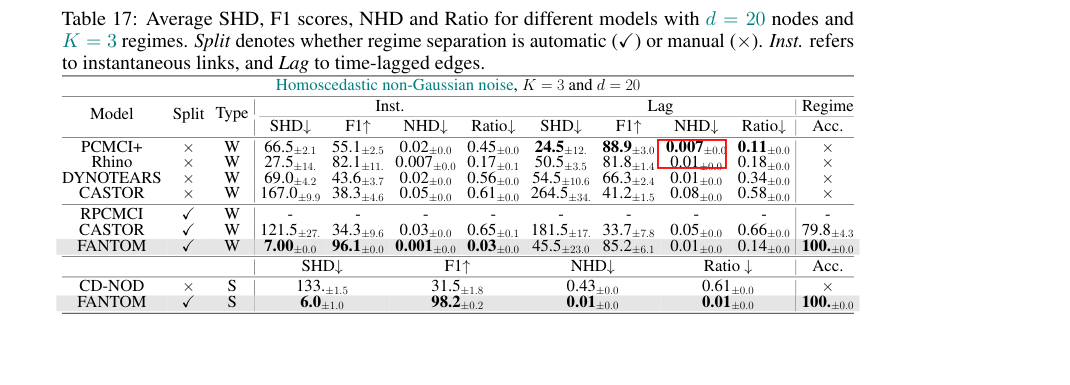 Table 17: Average SHD, F1 scores, NHD and Ratio for different models with d = 20 nodes and
K = 3 regimes. Split denotes whether regime separation is automatic (✓) or manual (×). Inst. refers
to instantaneous links, and Lag to time-lagged edges.
Homoscedastic non-Gaussian noise, K = 3 and d = 20
Model Split Type Inst. Lag Regime
SHD↓ F1↑ NHD↓ Ratio↓ SHD↓ F1↑ NHD↓ Ratio↓ Acc.
PCMCI+ × W 66.5±2.1 55.1±2.5 0.02±0.0 0.45±0.0 24.5±12. 88.9±3.0 0.007±0.0 0.11±0.0 ×
Rhino × W 27.5±14. 82.1±11. 0.007±0.0 0.17±0.1 50.5±3.5 81.8±1.4 0.01±0.0 0.18±0.0 ×
DYNOTEARS × W 69.0±4.2 43.6±3.7 0.02±0.0 0.56±0.0 54.5±10.6 66.3±2.4 0.01±0.0 0.34±0.0 ×
CASTOR × W 167.0±9.9 38.3±4.6 0.05±0.0 0.61±0.0 264.5±34. 41.2±1.5 0.08±0.0 0.58±0.0 ×
RPCMCI ✓ W - - - - - - - - -
CASTOR ✓ W 121.5±27. 34.3±9.6 0.03±0.0 0.65±0.1 181.5±17. 33.7±7.8 0.05±0.0 0.66±0.0 79.8±4.3
FANTOM ✓ W 7.00±0.0 96.1±0.0 0.001±0.0 0.03±0.0 45.5±23.0 85.2±6.1 0.01±0.0 0.14±0.0 100.±0.0
SHD↓ F1↑ NHD↓ Ratio ↓ Acc.
CD-NOD × S 133.±1.5 31.5±1.8 0.43±0.0 0.61±0.0 ×
FANTOM ✓ S 6.0±1.0 98.2±0.2 0.01±0.0 0.01±0.0 100.±0.0